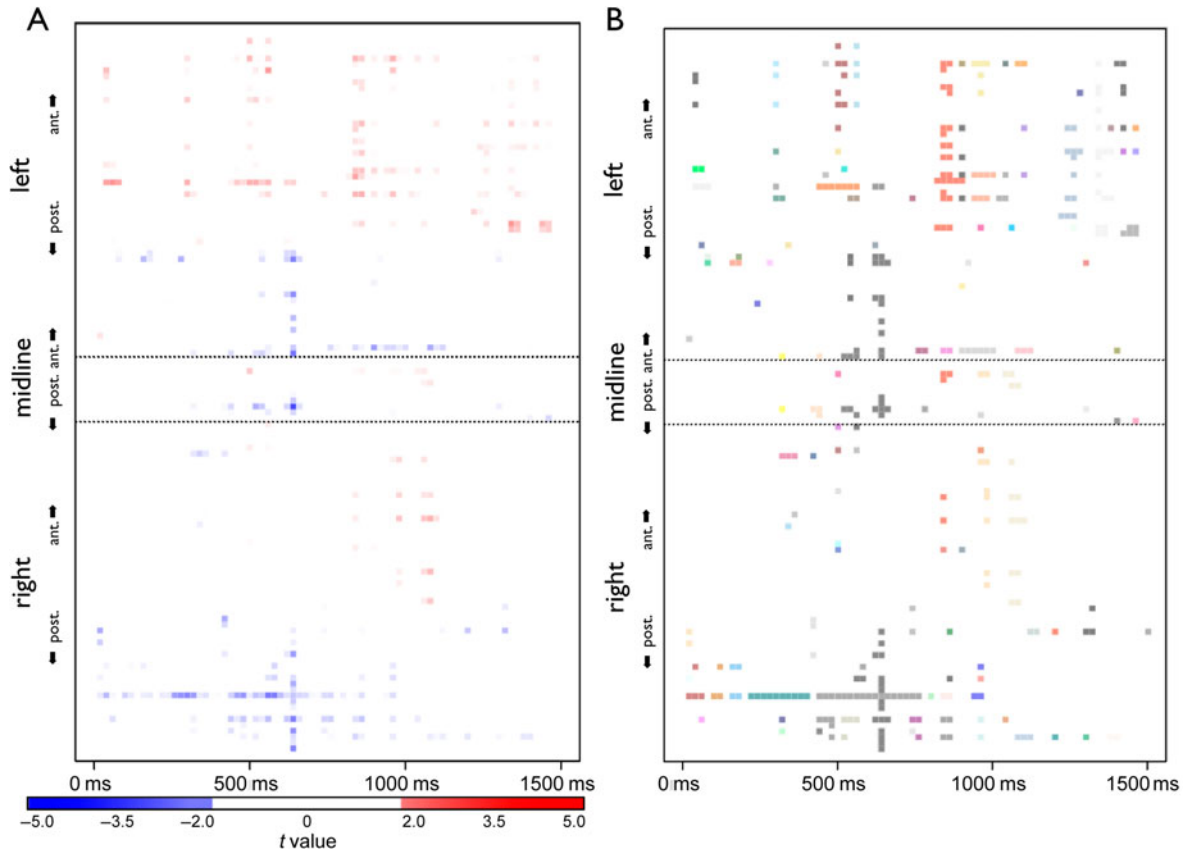 A
B
left
ant.
post.
midline
ant.
post.
right
ant.
post.
left
ant.
post.
midline
ant.
post.
right
ant.
post.
0 ms 500 ms 1000 ms 1500 ms
0 ms 500 ms 1000 ms 1500 ms
–5.0 –3.5 –2.0 0 2.0 3.5 5.0
t value